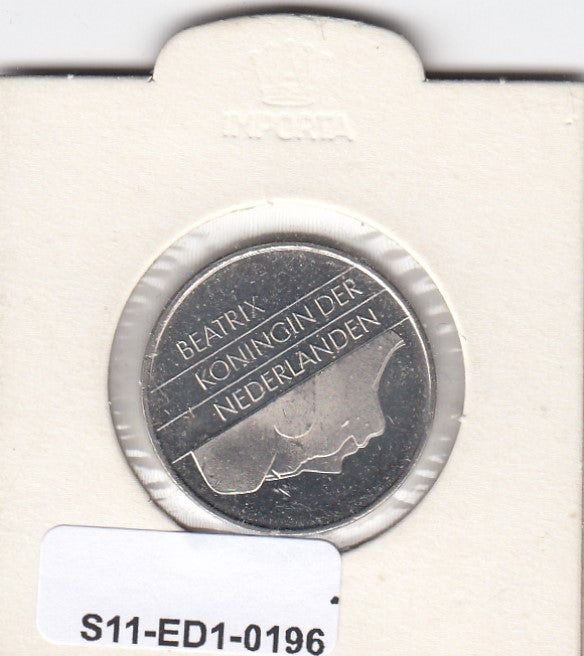 IMPORTA
BEATRIX
KONINGIN DER
NEDERLANDEN
S11-ED1-0196